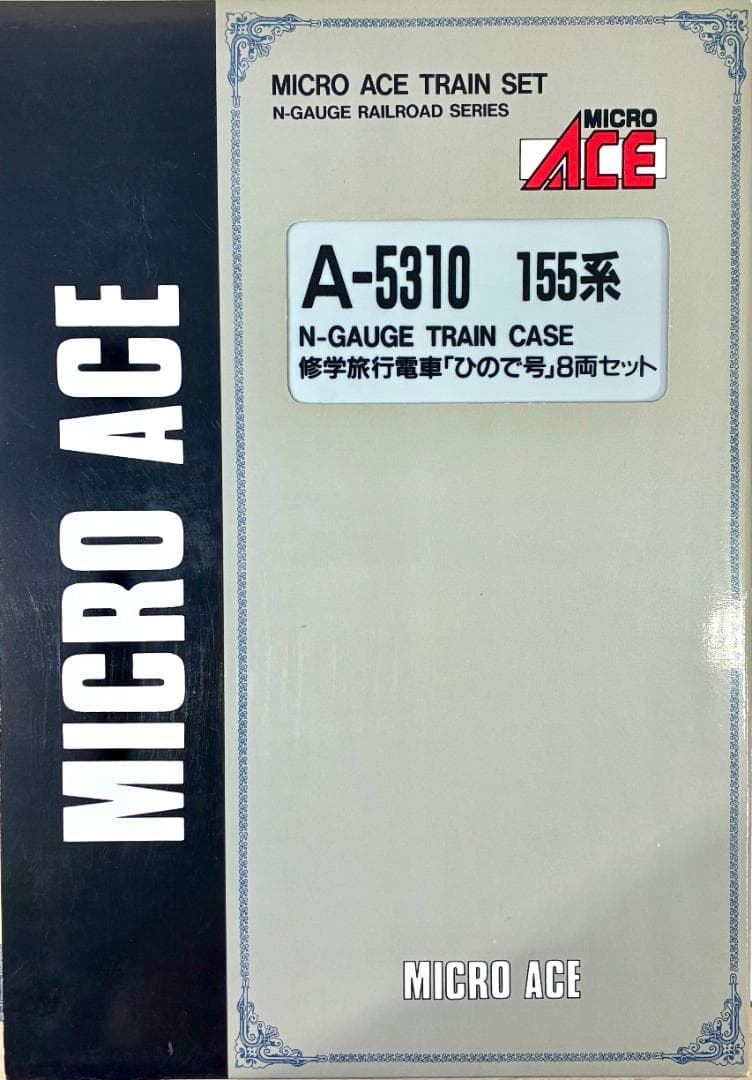 MICRO ACE
MICRO ACE TRAIN SET
N-GAUGE RAILROAD SERIES
MICRO
ACE
A-5310 155系
N-GAUGE TRAIN CASE
修学旅行電車「ひので号」8両セット
MICRO ACE